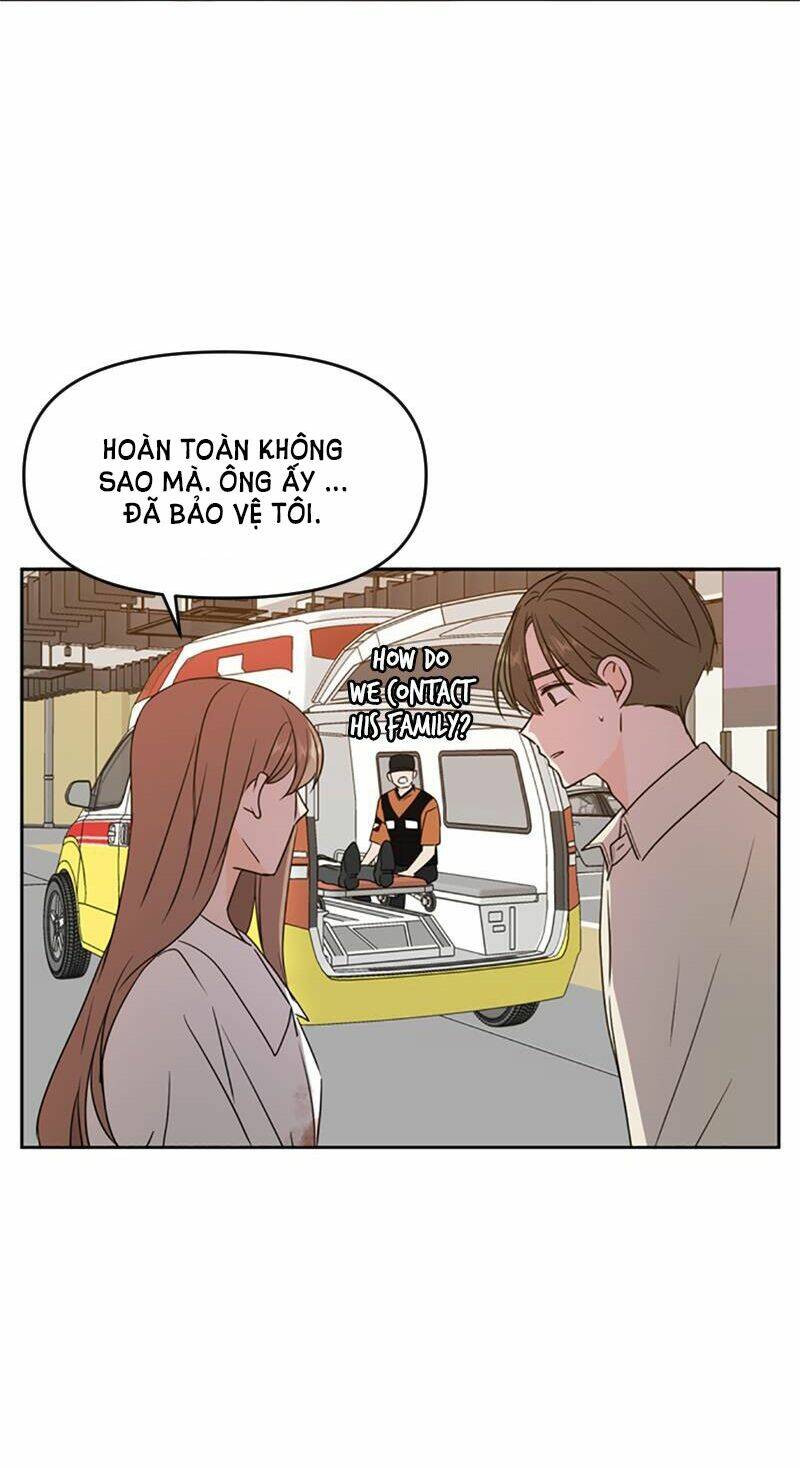 HOÀN TOÀN KHÔNG
SAO MÀ. ÔNG ẤY ...
ĐÃ BẢO VỆ TÔI.
HOW DO
WE CONTACT
HIS FAMILY?